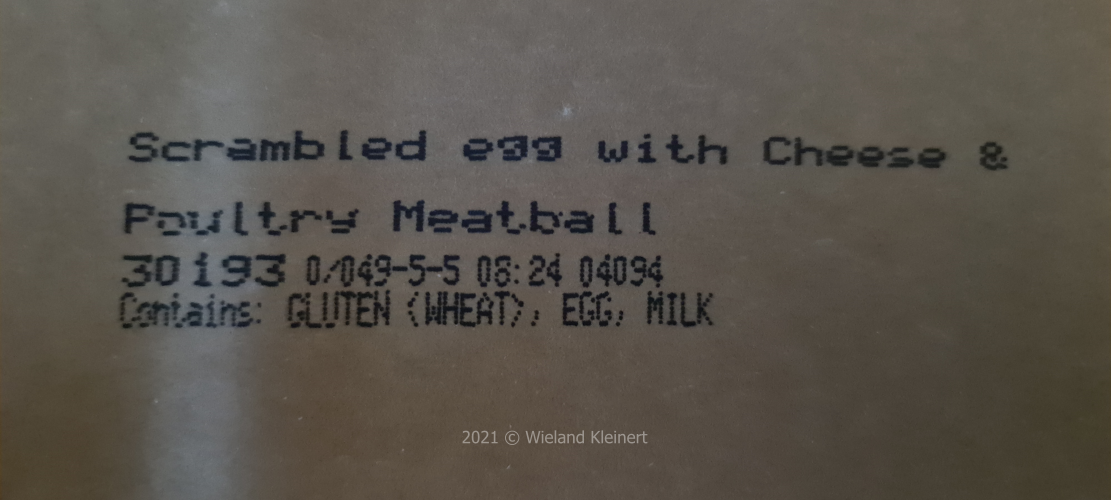 Scrambled egg with Cheese &
Poultry Meatball
30193 0/049-5-5 08:24 04094
Contains: GLUTEN (WHEAT), EGG, MILK
2021 © Wieland Kleinert